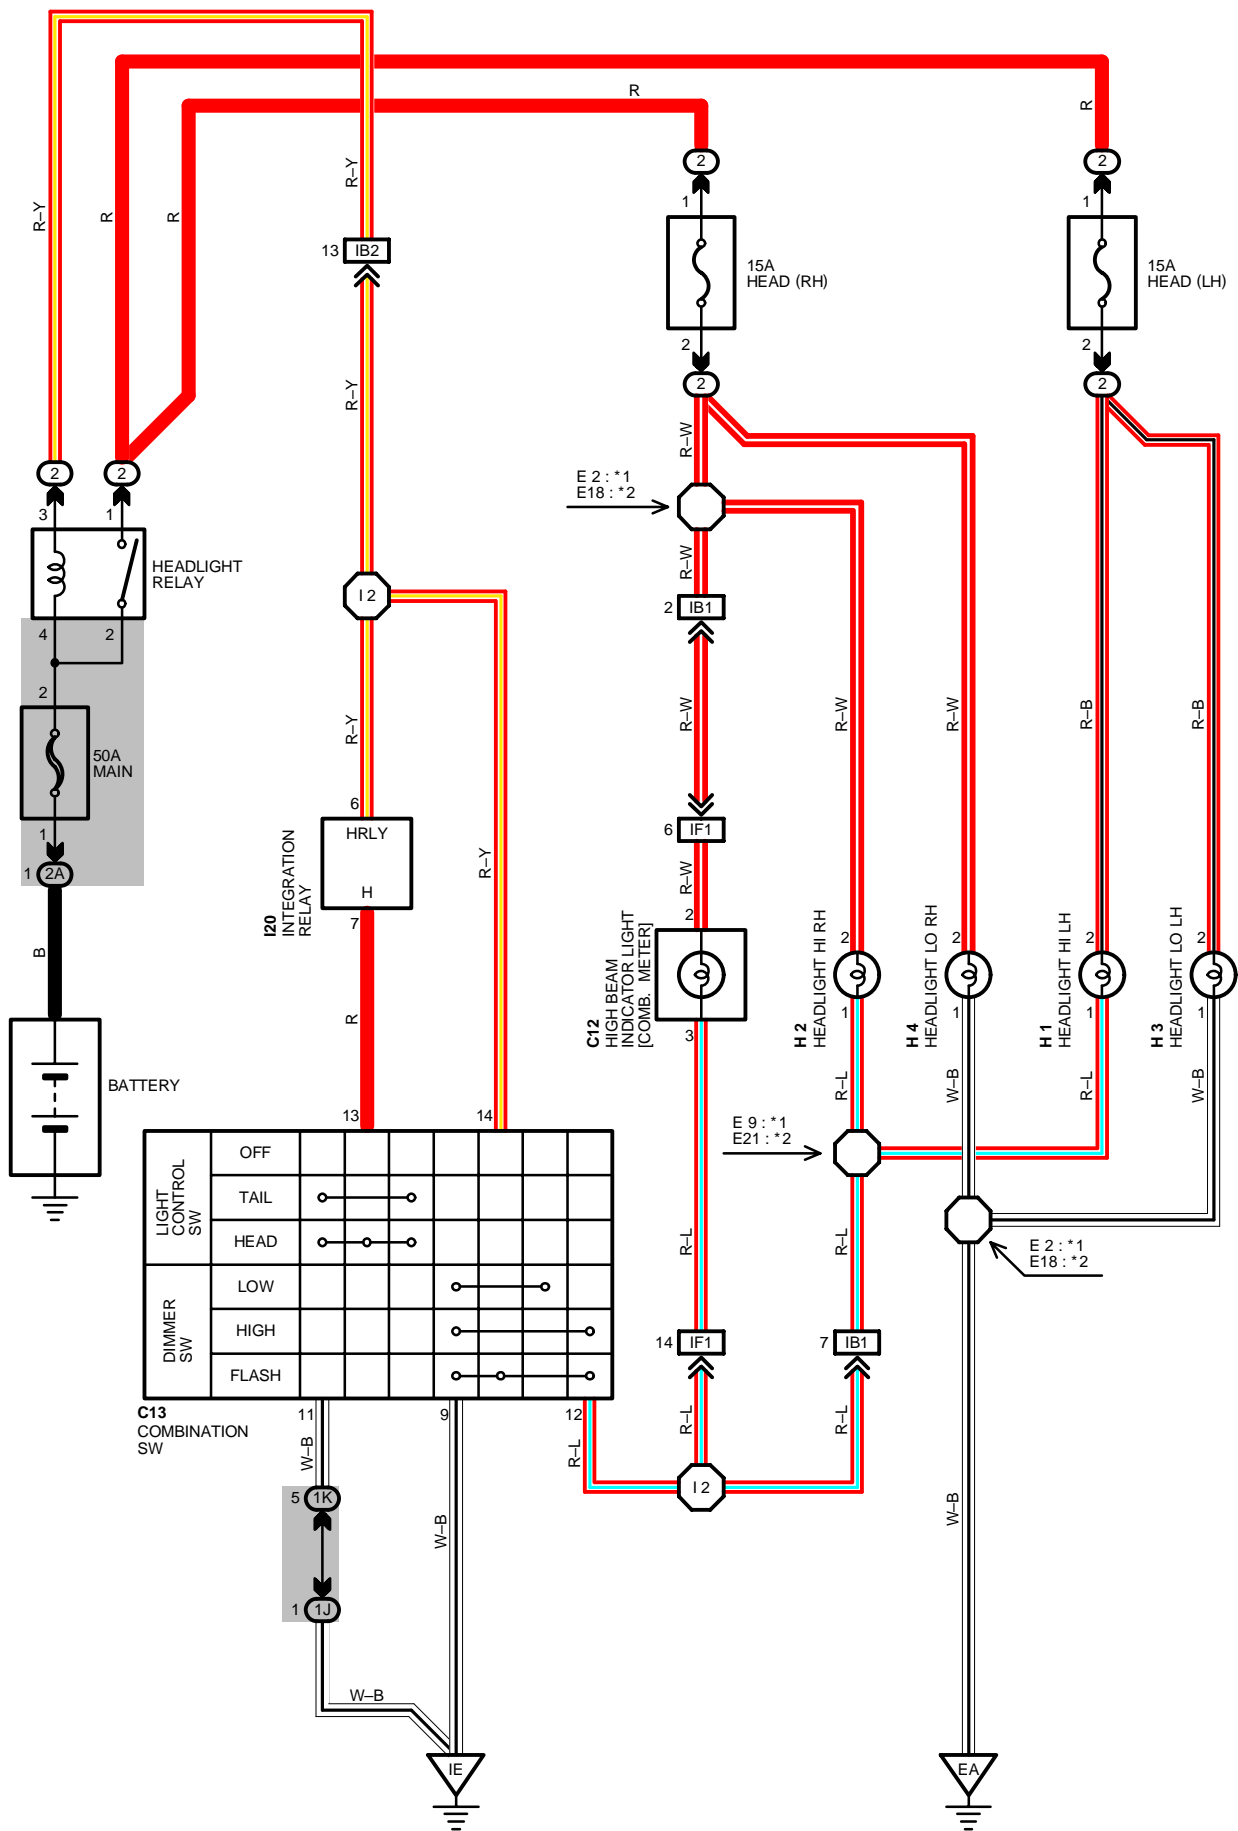 R
R–Y
R
R
R–Y
R
2
2
1
1
13
IB2
15A
HEAD (RH)
15A
HEAD (LH)
2
2
2
2
R–Y
R–W
E 2 : *1
E18 : *2
2
2
3
1
HEADLIGHT
RELAY
R–W
I 2
2
IB1
4
2
2
R–Y
R–W
R–W
R–W
R–B
R–B
50A
MAIN
1
6
6
IF1
HRLY
1
2A
R–Y
R–W
H
7
I20
INTEGRATION
RELAY
2
2
2
2
2
B
R
C12
HIGH BEAM
INDICATOR LIGHT
[COMB. METER]
3
H 2
HEADLIGHT HI RH
1
H 4
HEADLIGHT LO RH
1
H 1
HEADLIGHT HI LH
1
H 3
HEADLIGHT LO LH
1
BATTERY
R–L
W–B
R–L
W–B
13
14
E 9 : *1
E21 : *2
LIGHT
CONTROL
SW
OFF
TAIL
HEAD
DIMMER
SW
LOW
HIGH
FLASH
R–L
R–L
E 2 : *1
E18 : *2
14
IF1
7
IB1
C13
COMBINATION
SW
11
9
12
W–B
R–L
R–L
R–L
I 2
5
1K
W–B
W–B
1
1J
W–B
IE
EA